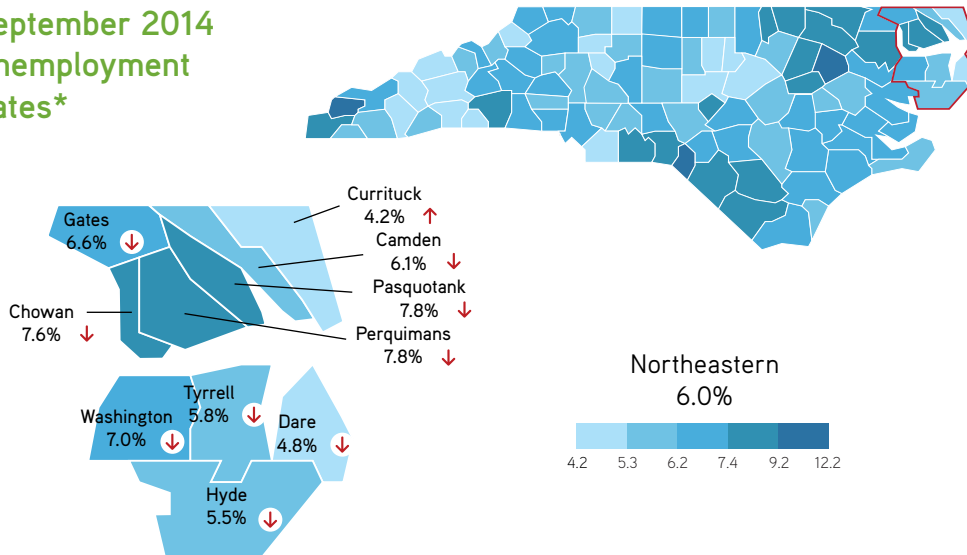 eptember 2014
nemployment
ates*
Currituck
4.2%
Gates
6.6%
Camden
6.1%
Pasquotank
7.8%
Chowan
7.6%
Perquimans
7.8%
Northeastern
6.0%
Tyrrell
5.8%
Washington
7.0%
Dare
4.8%
4.2 5.3 6.2 7.4 9.2 12.2
Hyde
5.5%